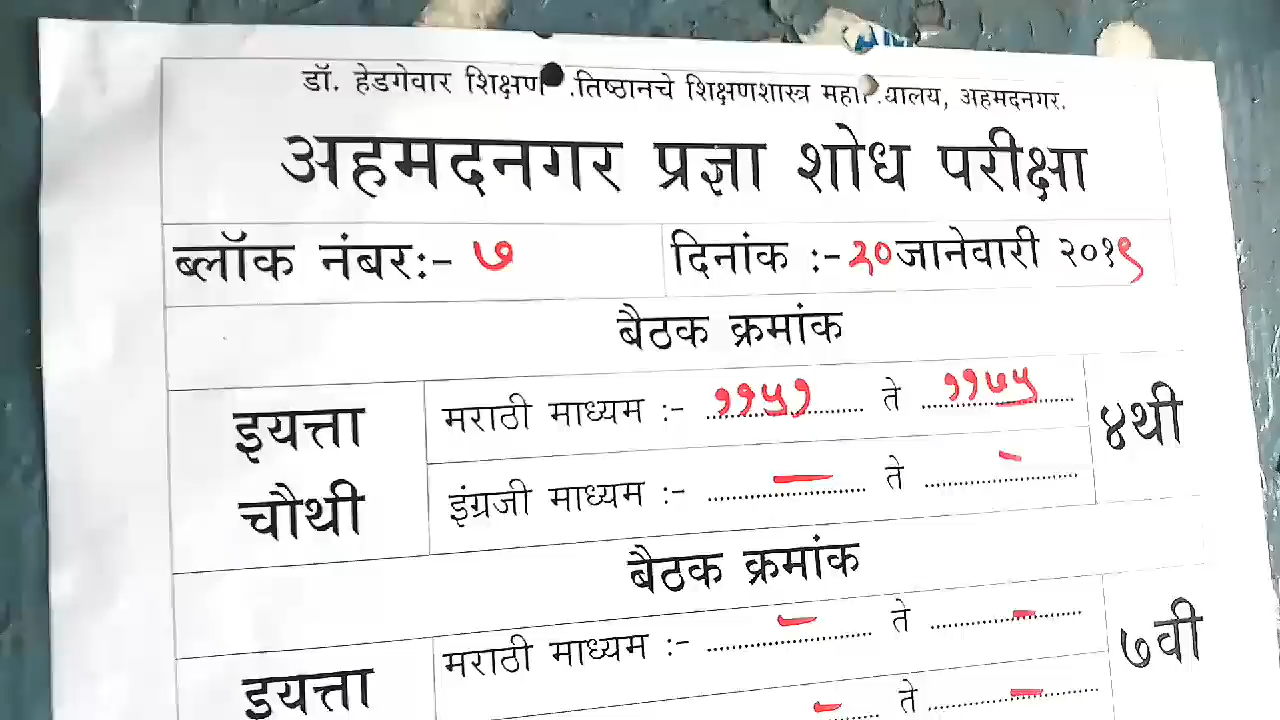 डॉ. हेडगेवार शिक्षण .तिष्ठानचे शिक्षणशास्त्र महा .यालय, अहमदनगर.
अहमदनगर प्रज्ञा शोध परीक्षा
ब्लॉक नंबर:- ७ दिनांक :-२०जानेवारी २०१९
बैठक क्रमांक
इयत्ता चौथी
मराठी माध्यम :- ११५१ ते ११७५
इंग्रजी माध्यम :- — ते -
४थी
बैठक क्रमांक
इयत्ता
मराठी माध्यम :- - ते -
- ते -
७वी